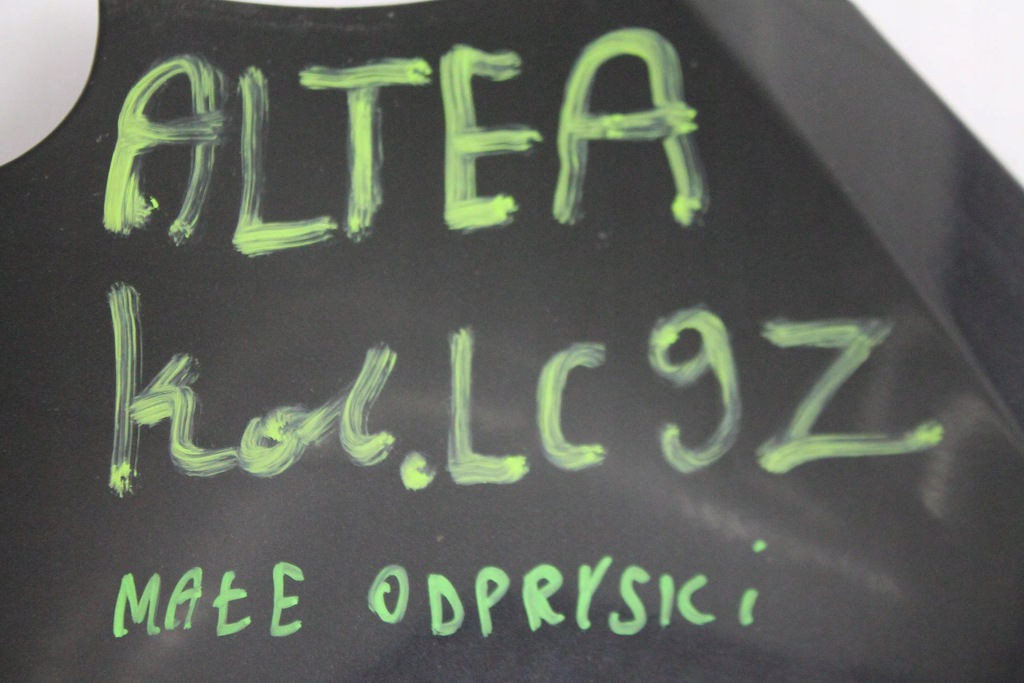 ALTEA
kol.LC9Z
MAŁE ODPRYSKi